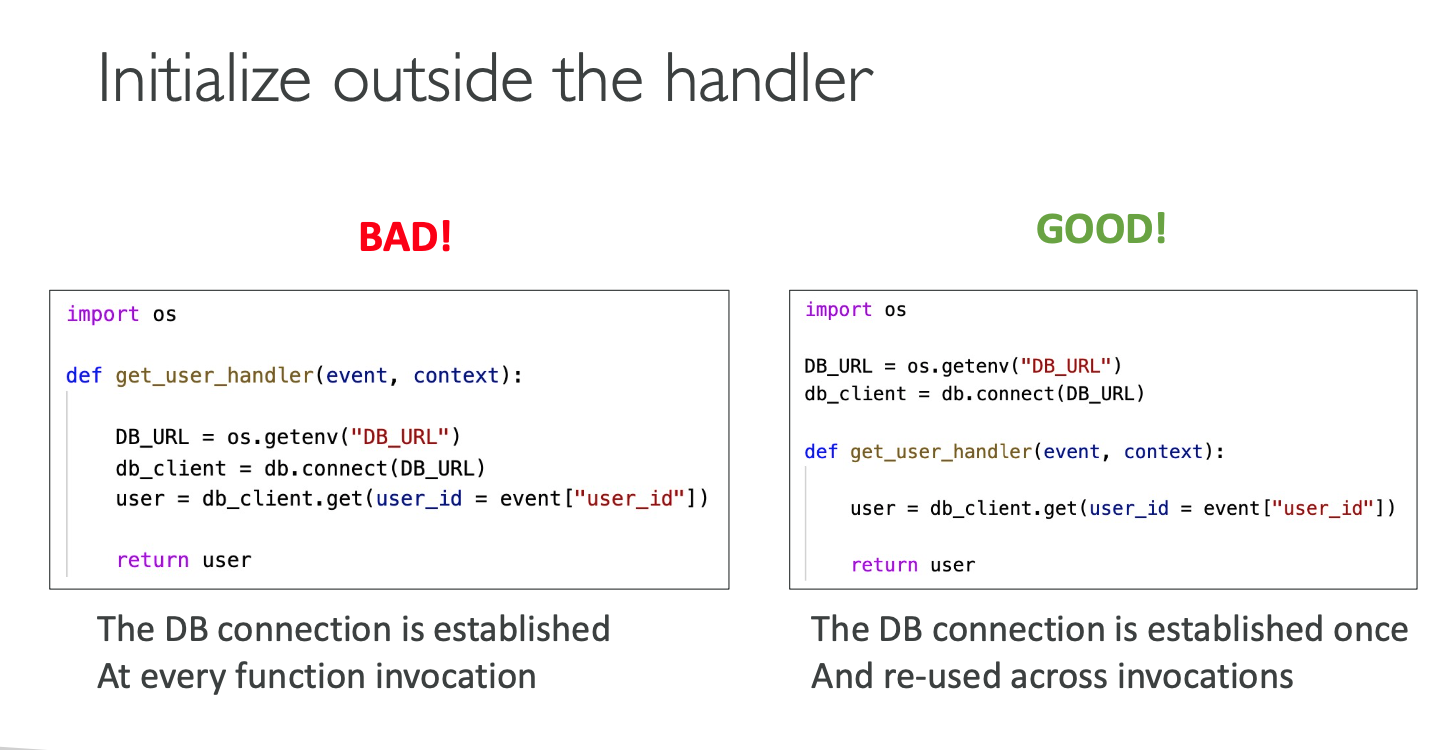 Initialize outside the handler
BAD!
import os
def get_user_handler(event, context):
DB_URL = os.getenv("DB_URL")
db_client = db.connect(DB_URL)
user = db_client.get(user_id = event["user_id"])
return user
The DB connection is established
At every function invocation
GOOD!
import os
DB_URL = os.getenv("DB_URL")
db_client = db.connect(DB_URL)
def get_user_handler(event, context):
user = db_client.get(user_id = event["user_id"])
return user
The DB connection is established once
And re-used across invocations